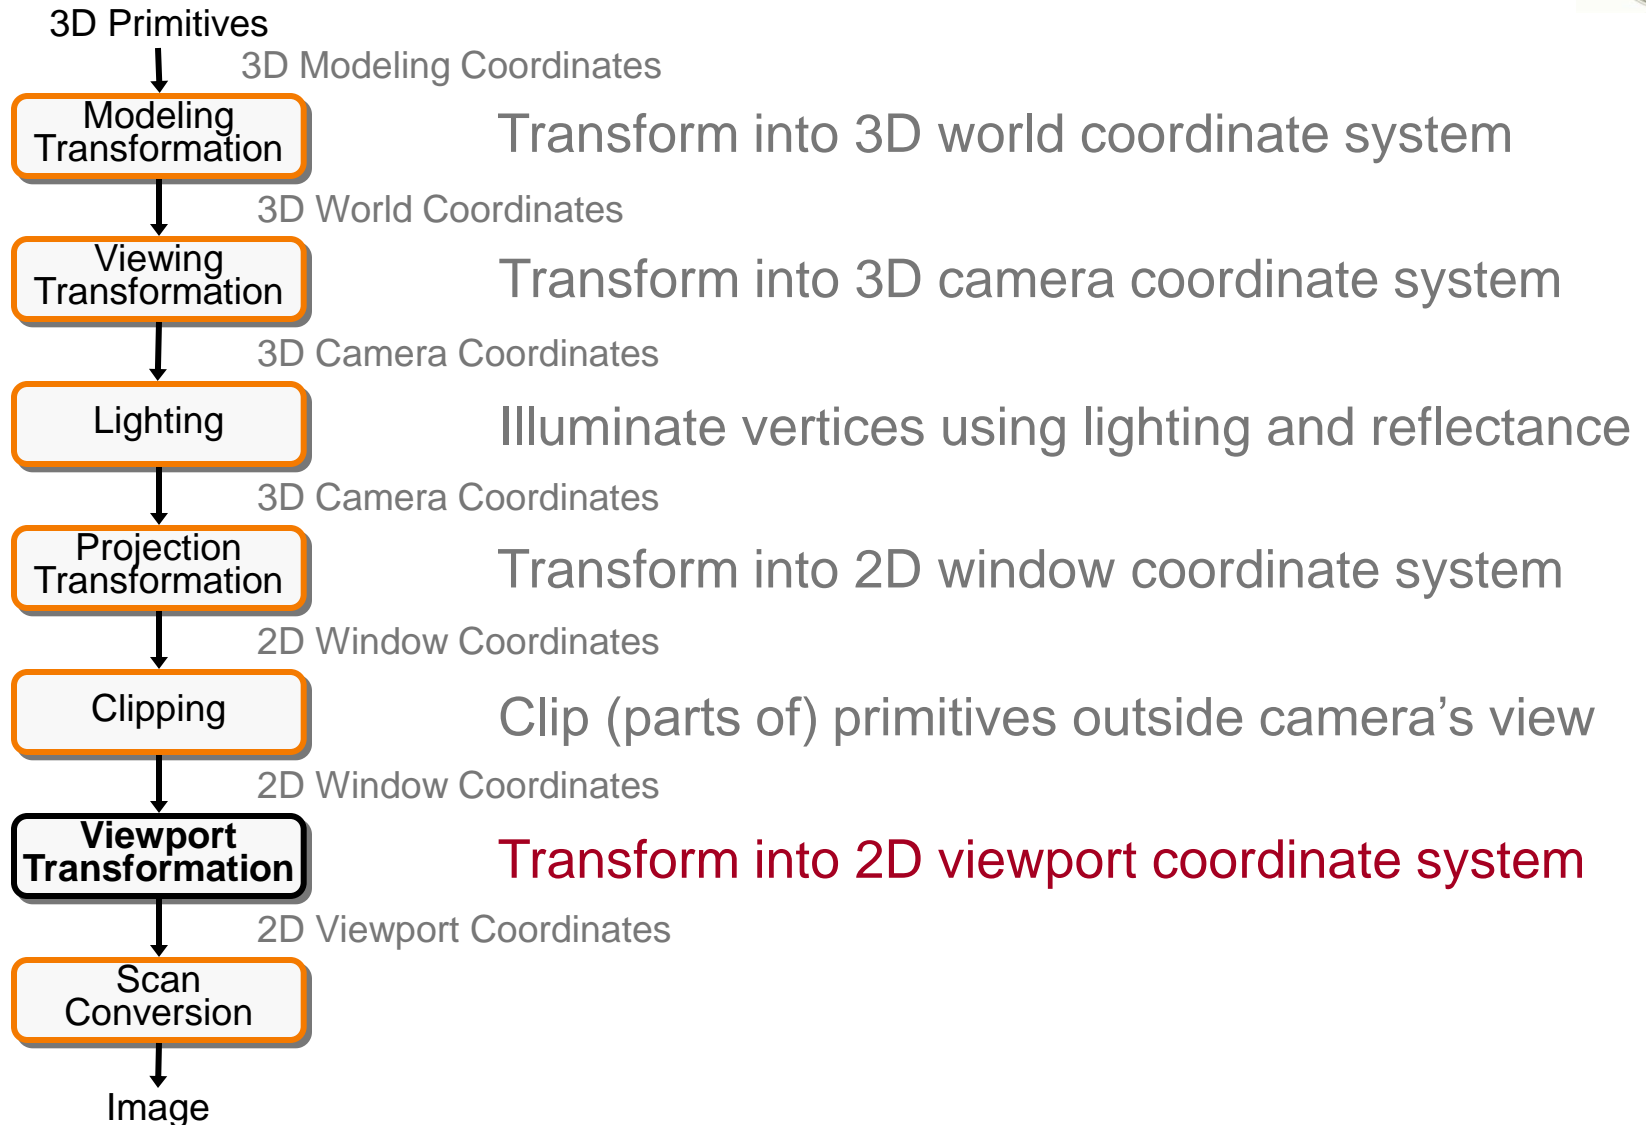 3D Primitives
3D Modeling Coordinates
Modeling
Transformation
Transform into 3D world coordinate system
3D World Coordinates
Viewing
Transformation
Transform into 3D camera coordinate system
3D Camera Coordinates
Lighting
Illuminate vertices using lighting and reflectance
3D Camera Coordinates
Projection
Transformation
Transform into 2D window coordinate system
2D Window Coordinates
Clipping
Clip (parts of) primitives outside camera’s view
2D Window Coordinates
Viewport
Transformation
Transform into 2D viewport coordinate system
2D Viewport Coordinates
Scan
Conversion
Image